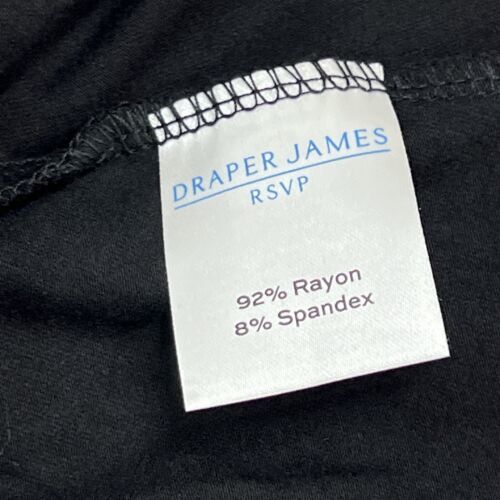 DRAPER JAMES
RSVP
92% Rayon
8% Spandex